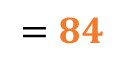 = 84